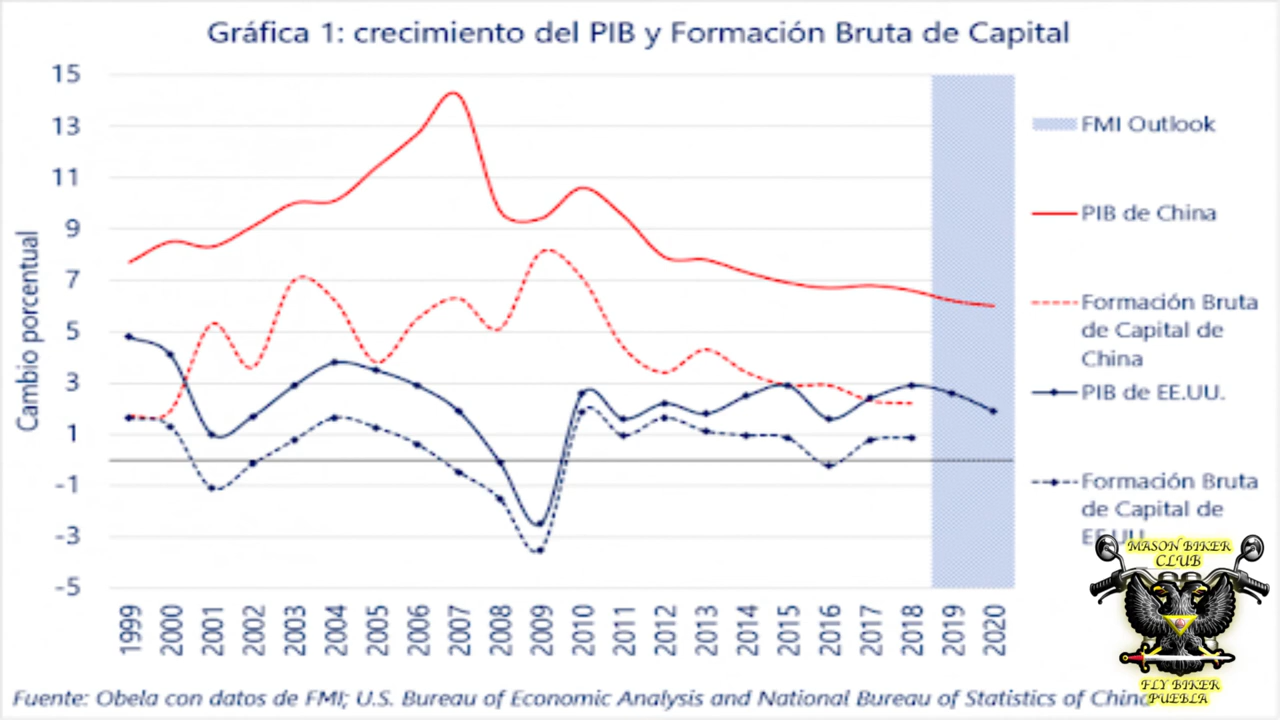 Gráfica 1: crecimiento del PIB y Formación Bruta de Capital
Cambio porcentual
15
13
11
9
7
5
3
1
-1
-3
-5
1999
2000
2001
2002
2003
2004
2005
2006
2007
2008
2009
2010
2011
2012
2013
2014
2015
2016
2017
2018
2019
2020
FMI Outlook
PIB de China
Formación Bruta
de Capital de
China
PIB de EE.UU.
Formación Bruta
de Capital de
EE.UU.
MASON BIKER
CLUB
FLY BIKER
PUEBLA
Fuente: Obela con datos de FMI; U.S. Bureau of Economic Analysis and National Bureau of Statistics of China